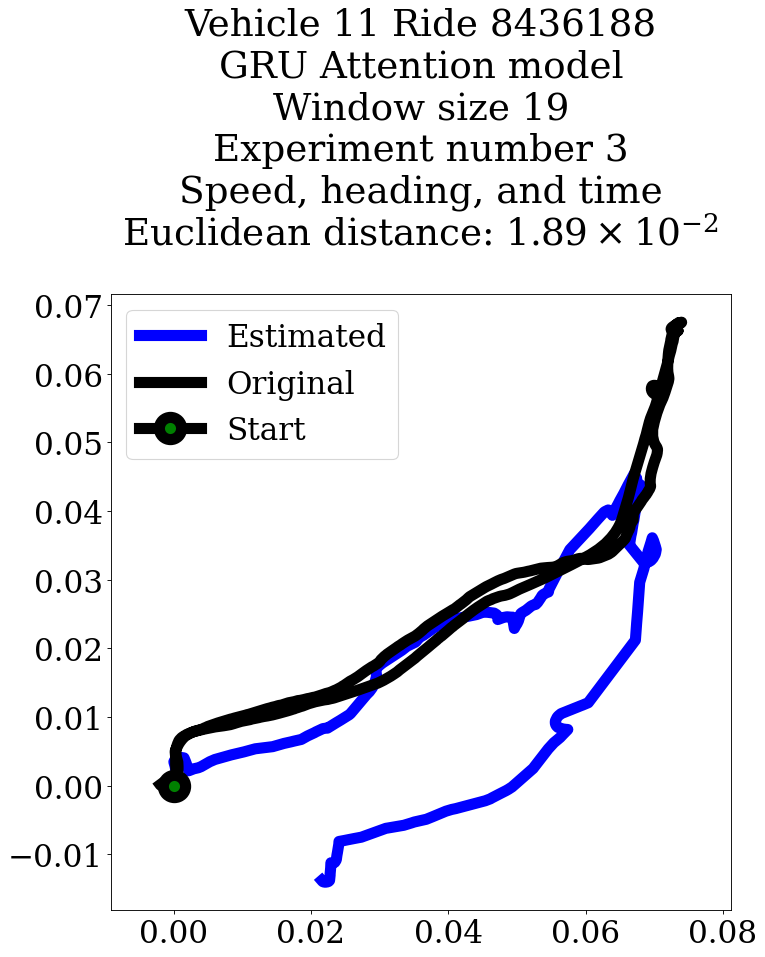 Vehicle 11 Ride 8436188
GRU Attention model
Window size 19
Experiment number 3
Speed, heading, and time
Euclidean distance: 1.89 × 10⁻²
0.07
0.06
0.05
0.04
0.03
0.02
0.01
0.00
−0.01
Estimated
Original
Start
0.00 0.02 0.04 0.06 0.08